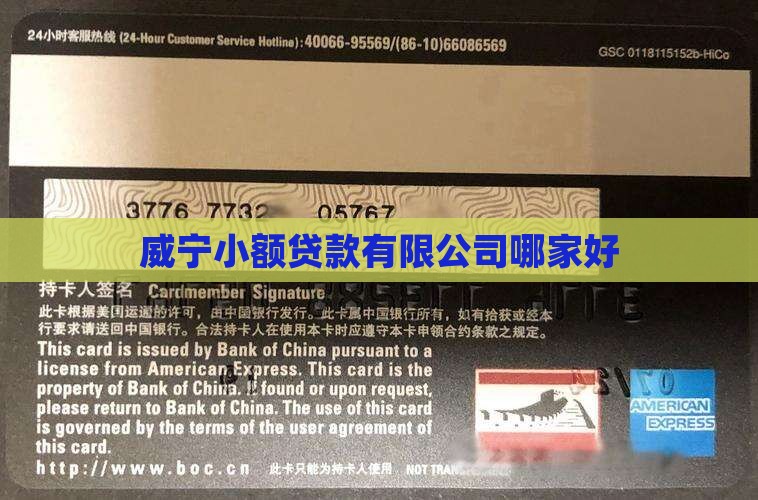 24小时客服热线 (24-Hour Customer Service Hotline):40066-95569/(86-10)66086569
GSC 0118115152b-HiCo
3776 7732 05767
威宁小额贷款有限公司哪家好
持卡人签名 Cardmember Signature
此卡根据美国运通的许可，由中国银行发行。此卡属中国银行所有，如有拾获或经本
行要求请送回中国银行。合法持卡人在使用本卡时应遵守本卡申领合约条款之规定。
This card is issued by Bank of China pursuant to a
license from American Express. This card is the
property of Bank of China. If found or upon request,
please return to Bank of China. The use of this card
is governed by the terms of the user agreement of
this card.
AMERICAN
EXPRESS
http://www.boc.cn 此卡只能为持卡人使用 NOT